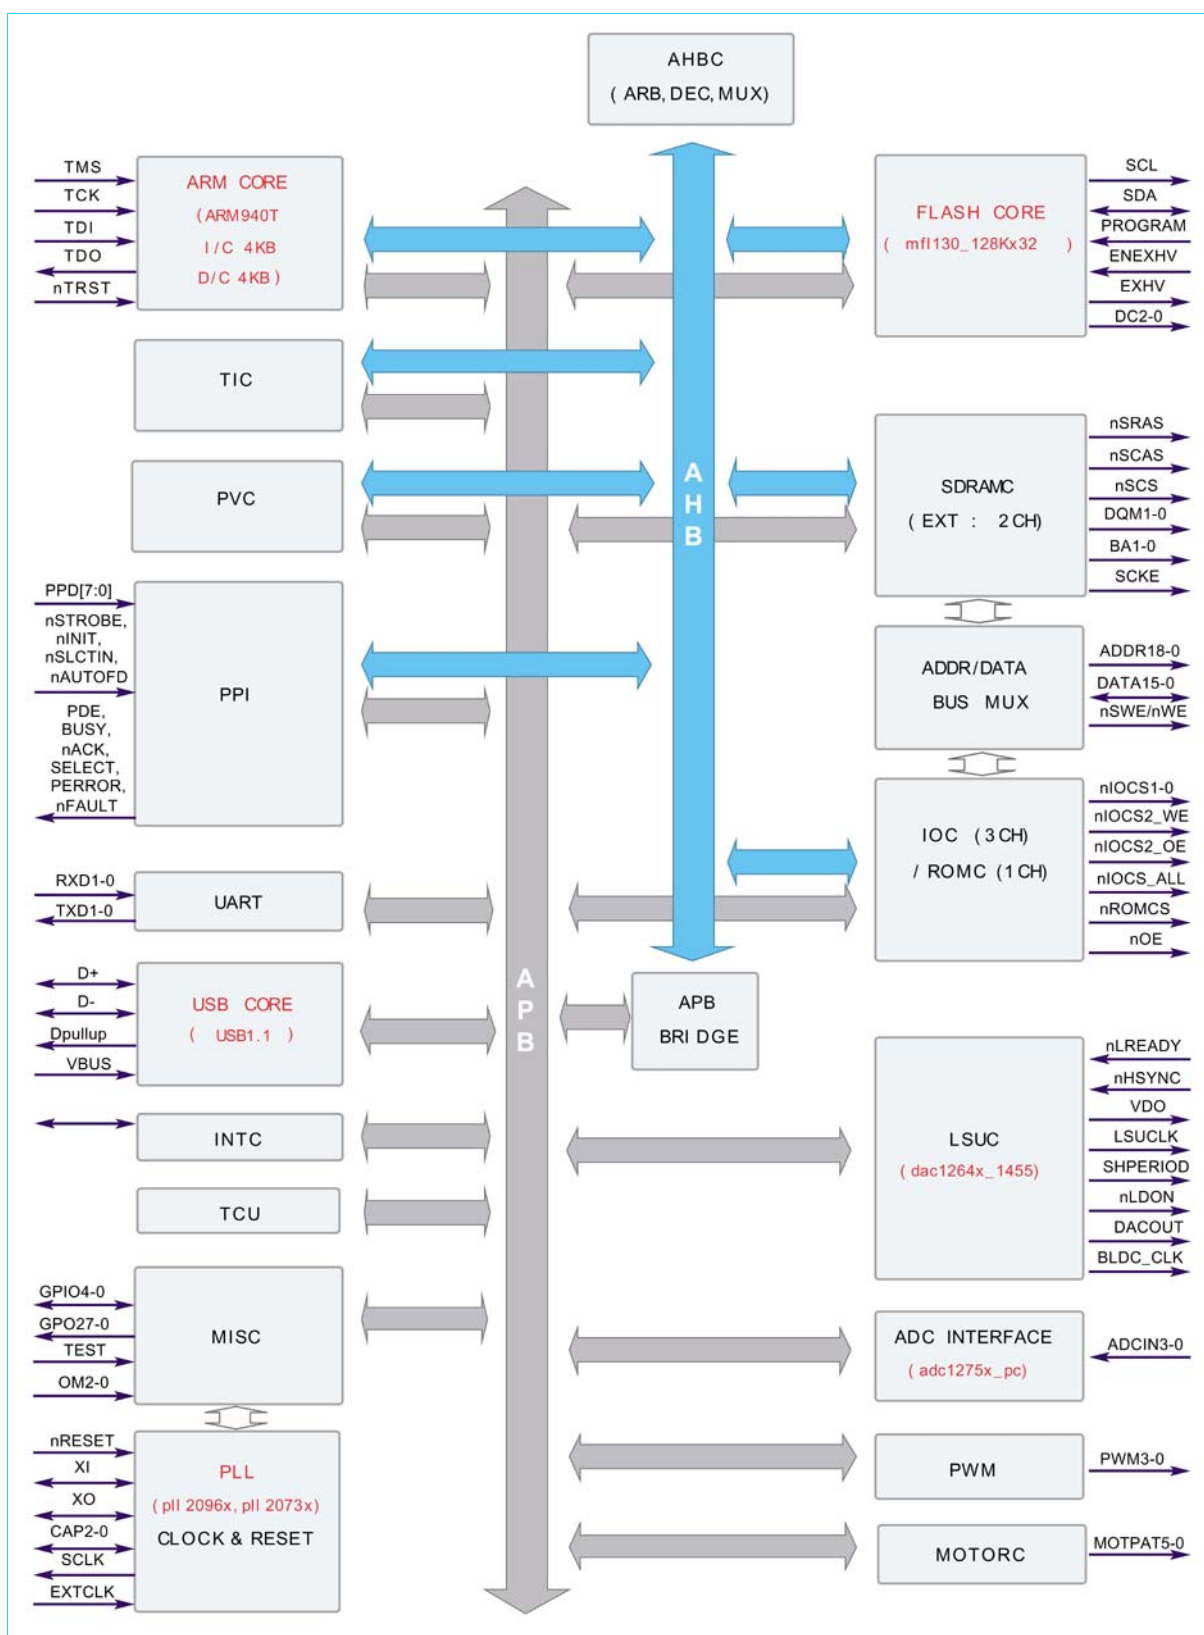 AHBC
( ARB, DEC, MUX)
TMS
TCK
TDI
TDO
nTRST
ARM CORE
(ARM940T
I/C 4KB
D/C 4KB)
FLASH CORE
( mfl130_128Kx32 )
SCL
SDA
PROGRAM
ENEXHV
EXHV
DC2-0
TIC
PVC
AHB
SDRAMC
( EXT : 2CH)
nSRAS
nSCAS
nSCS
DQM1-0
BA1-0
SCKE
PPD[7:0]
nSTROBE,
nINIT,
nSLCTIN,
nAUTOFD
PDE,
BUSY,
nACK,
SELECT,
PERROR,
nFAULT
PPI
ADDR/DATA
BUS MUX
ADDR18-0
DATA15-0
nSWE/nWE
IOC (3CH)
/ ROMC (1CH)
nIOCS1-0
nIOCS2_WE
nIOCS2_OE
nIOCS_ALL
nROMCS
nOE
RXD1-0
TXD1-0
UART
D+
D-
Dpullup
VBUS
USB CORE
( USB1.1 )
APB
APB
BRIDGE
INTC
TCU
LSUC
( dac1264x_1455)
nLREADY
nHSYNC
VDO
LSUCLK
SHPERIOD
nLDON
DACOUT
BLDC_CLK
GPIO4-0
GPO27-0
TEST
OM2-0
MISC
ADC INTERFACE
( adc1275x_pc)
ADCIN3-0
nRESET
XI
XO
CAP2-0
SCLK
EXTCLK
PLL
( pll 2096x, pll 2073x)
CLOCK & RESET
PWM
PWM3-0
MOTORC
MOTPAT5-0